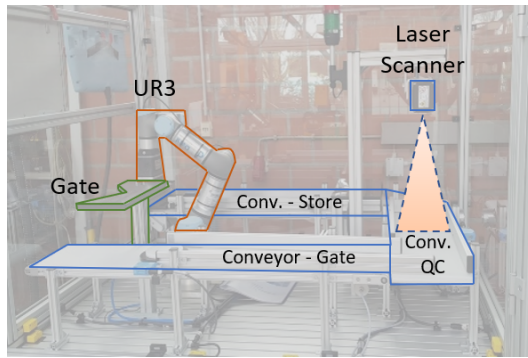 Laser
Scanner
UR3
Gate
Conv. - Store
Conveyor - Gate
Conv.
QC